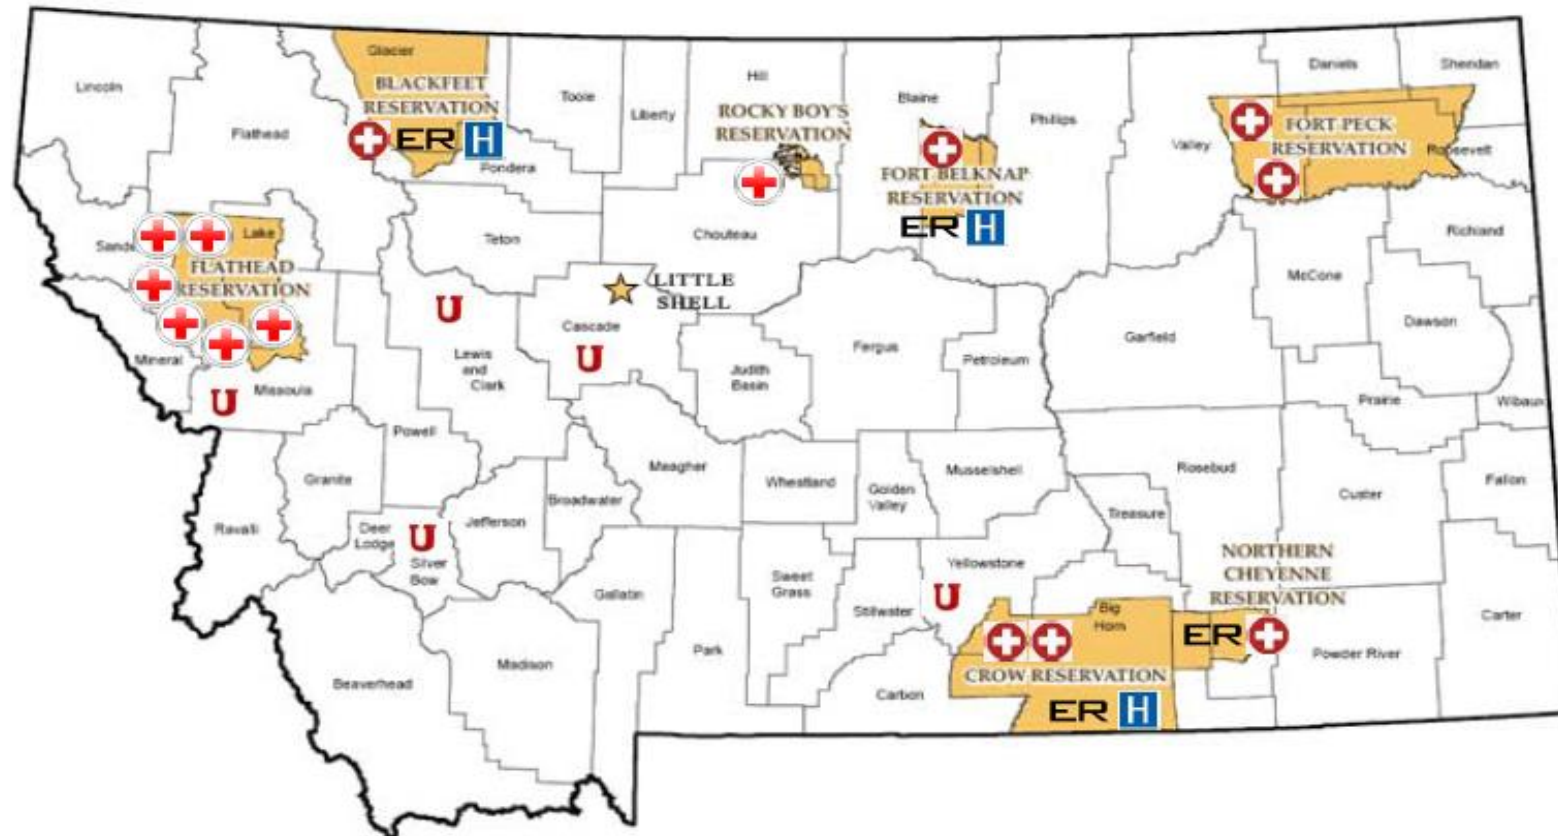 Glacier
Daniels
Sheridan
Lincoln
Toole
Hill
Liberty
Blaine
BLACKFEET
RESERVATION
ROCKY BOY'S
RESERVATION
Phillips
Flathead
ER H
Valley
FORT PECK
RESERVATION
Roosevelt
Pondera
FORT BELKNAP
RESERVATION
ER H
Lake
Teton
Chouteau
Richland
FLATHEAD
RESERVATION
McCone
LITTLE
SHELL
U
Cascade
U
Dawson
Garfield
Fergus
Petroleum
Lewis
and
Clark
Judith
Basin
Mineral
Missoula
U
Prairie
Wibaux
Powell
Meagher
Musselshell
Rosebud
Granite
Wheatland
Golden
Valley
Custer
Fallon
Broadwater
Treasure
Ravalli
Deer
Lodge
U
Silver
Bow
Jefferson
Yellowstone
NORTHERN
CHEYENNE
RESERVATION
Sweet
Grass
Gallatin
U
Stillwater
Big
Horn
ER
Carter
Park
Madison
Powder River
Beaverhead
CROW RESERVATION
Carbon
ER H